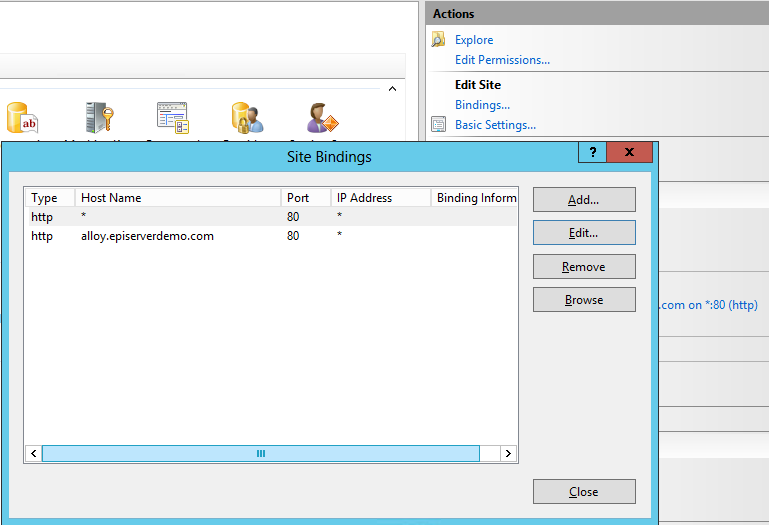 Actions
Explore
Edit Permissions...
Edit Site
Bindings...
Basic Settings...
ab
Site Bindings
?
x
Type Host Name Port IP Address Binding Inform
http * 80 *
http alloy.episerverdemo.com 80 *
Add...
Edit...
Remove
Browse
.com on *:80 (http)
Close